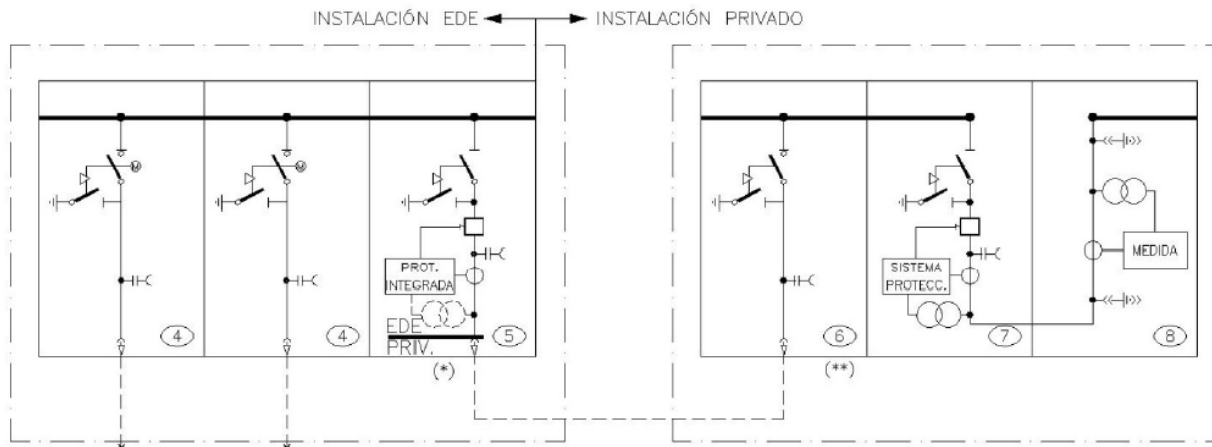 INSTALACIÓN EDE
INSTALACIÓN PRIVADO
M
M
PROT.
INTEGRADA
EDE
PRIV.
4
4
5
(*)
SISTEMA
PROTECC.
MEDIDA
6
7
8
(**)